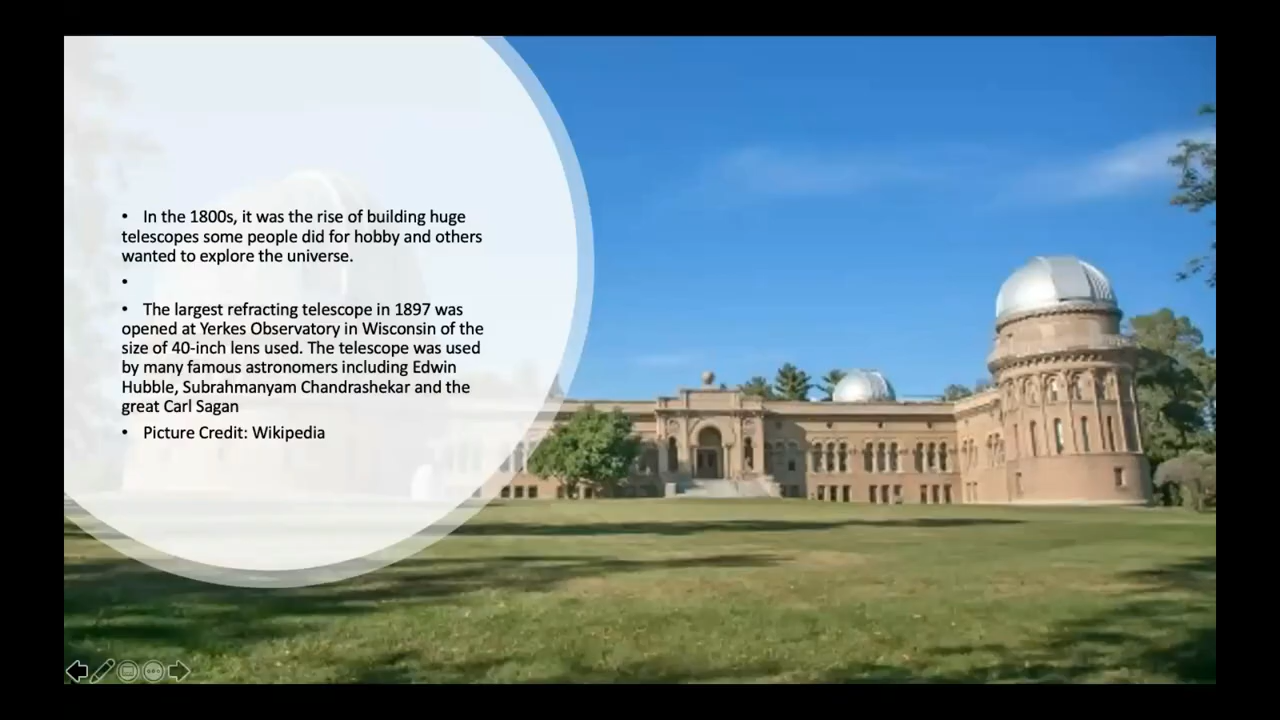 • In the 1800s, it was the rise of building huge
telescopes some people did for hobby and others
wanted to explore the universe.
•
• The largest refracting telescope in 1897 was
opened at Yerkes Observatory in Wisconsin of the
size of 40-inch lens used. The telescope was used
by many famous astronomers including Edwin
Hubble, Subrahmanyam Chandrashekar and the
great Carl Sagan
• Picture Credit: Wikipedia